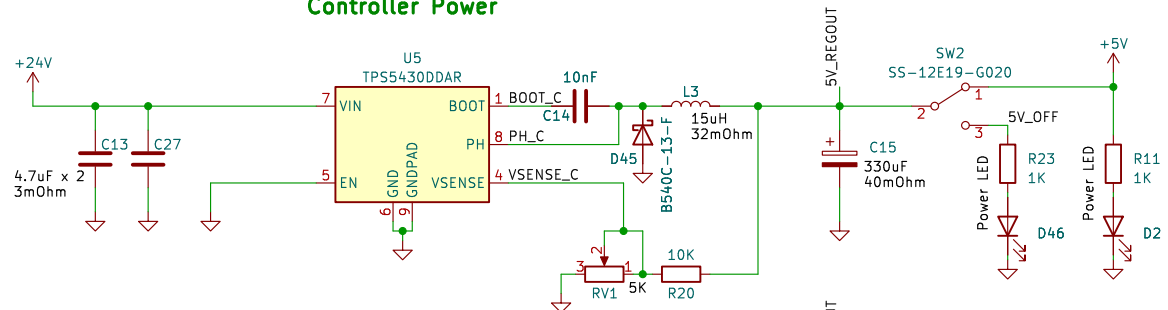 Controller Power
+24V
C13
C27
4.7uF x 2
3mOhm
U5
TPS5430DDAR
7
VIN
5
EN
GND
GNDPAD
6
9
BOOT
1
BOOT_C
PH
8
PH_C
VSENSE
4
VSENSE_C
10nF
C14
D45
B540C-13-F
L3
15uH
32mOhm
2
3
1
RV1
5K
10K
R20
5V_REGOUT
+
C15
330uF
40mOhm
SW2
SS-12E19-G020
2
1
3
5V_OFF
+5V
Power LED
R23
1K
D46
Power LED
R11
1K
D2